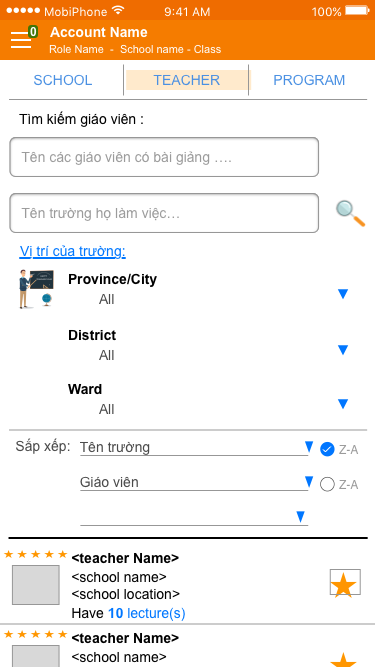 MobiPhone 9:41 AM 100%
0 Account Name
Role Name - School name - Class
SCHOOL TEACHER PROGRAM
Tìm kiếm giáo viên :
Tên các giáo viên có bài giảng ….
Tên trường họ làm việc…
Vị trí của trường:
Province/City
All
District
All
Ward
All
Sắp xếp: Tên trường Z-A
Giáo viên Z-A
<teacher Name>
<school name>
<school location>
Have 10 lecture(s)
<teacher Name>
<school name>